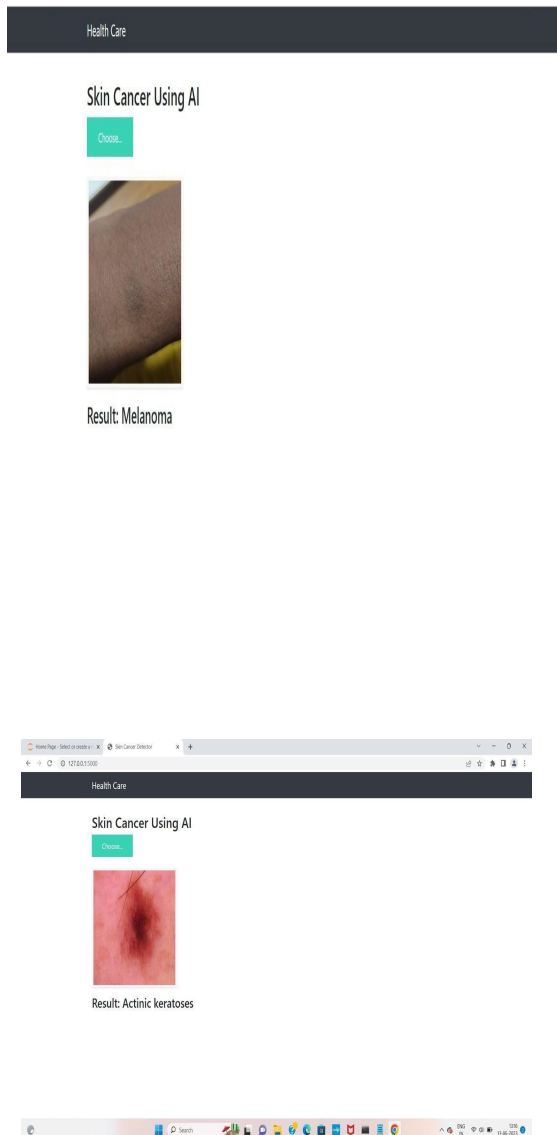 Health Care
Skin Cancer Using AI
Choose...
Result: Melanoma
Skin Cancer Detector
127.0.0.1:5000
Health Care
Skin Cancer Using AI
Choose...
Result: Actinic keratoses
Search
ENG
IN